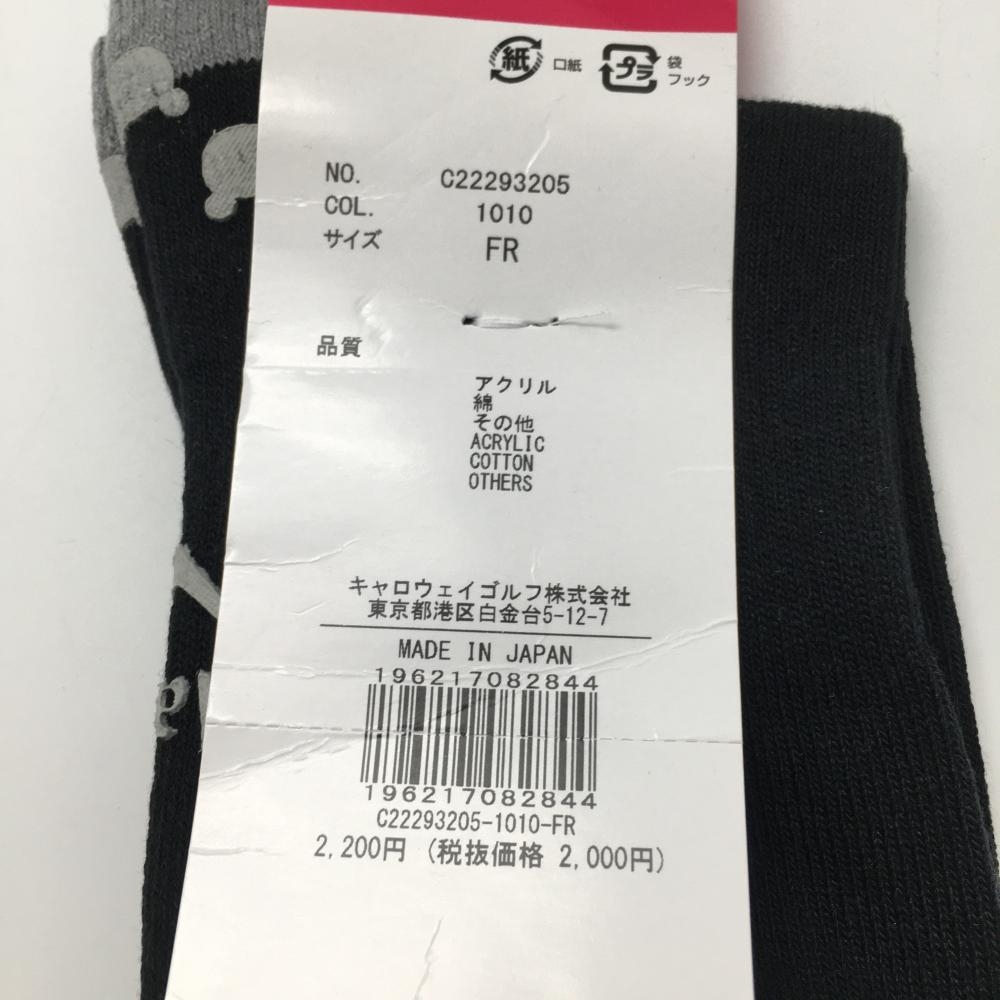 紙 口紙 プラ 袋
フック
NO. C22293205
COL. 1010
サイズ FR
品質
アクリル
綿
その他
ACRYLIC
COTTON
OTHERS
キャロウェイゴルフ株式会社
東京都港区白金台5-12-7
MADE IN JAPAN
196217082844
196217082844
C22293205-1010-FR
2,200円 (税抜価格 2,000円)